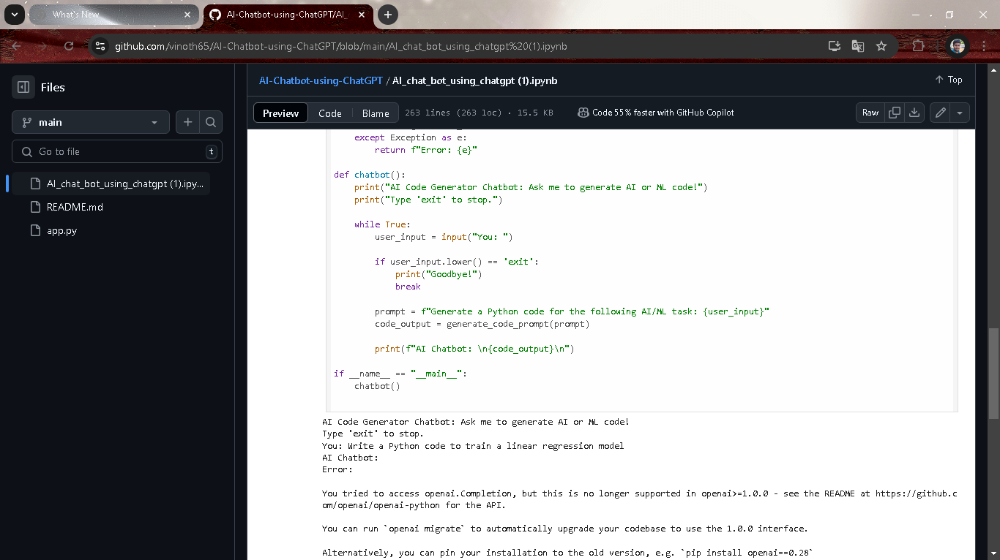 What's New
AI-Chatbot-using-ChatGPT/AI_
github.com/vinoth65/AI-Chatbot-using-ChatGPT/blob/main/AI_chat_bot_using_chatgpt%20(1).ipynb
Files
main
Go to file
t
AI_chat_bot_using_chatgpt (1).ipy...
README.md
app.py
AI-Chatbot-using-ChatGPT / AI_chat_bot_using_chatgpt (1).ipynb
Top
Preview
Code
Blame
263 lines (263 loc) · 15.5 KB
Code 55% faster with GitHub Copilot
Raw
except Exception as e:
return f"Error: {e}"
def chatbot():
print("AI Code Generator Chatbot: Ask me to generate AI or ML code!")
print("Type 'exit' to stop.")
while True:
user_input = input("You: ")
if user_input.lower() == 'exit':
print("Goodbye!")
break
prompt = f"Generate a Python code for the following AI/ML task: {user_input}"
code_output = generate_code_prompt(prompt)
print(f"AI Chatbot: \n{code_output}\n")
if __name__ == "__main__":
chatbot()
AI Code Generator Chatbot: Ask me to generate AI or ML code!
Type 'exit' to stop.
You: Write a Python code to train a linear regression model
AI Chatbot:
Error:
You tried to access openai.Completion, but this is no longer supported in openai>=1.0.0 - see the README at https://github.c
om/openai/openai-python for the API.
You can run `openai migrate` to automatically upgrade your codebase to use the 1.0.0 interface.
Alternatively, you can pin your installation to the old version, e.g. `pip install openai==0.28`